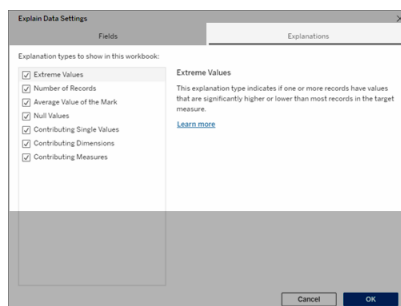 Explain Data Settings
Fields
Explanations
Explanation types to show in this workbook:
Extreme Values
Number of Records
Average Value of the Mark
Null Values
Contributing Single Values
Contributing Dimensions
Contributing Measures
Extreme Values
This explanation type indicates if one or more records have values
that are significantly higher or lower than most records in the target
measure.
Learn more
Cancel
OK